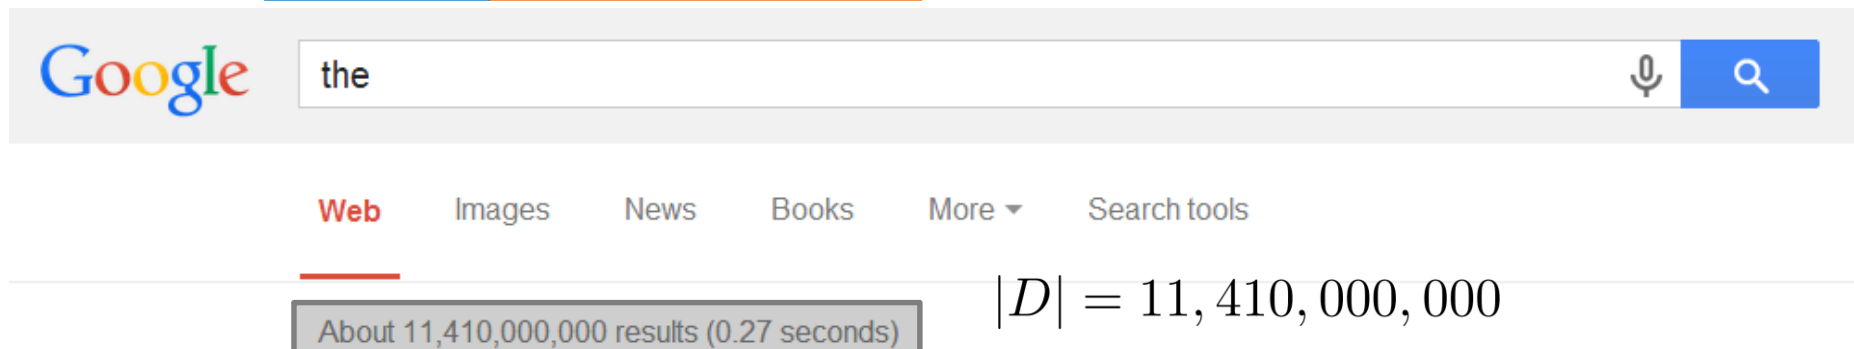 Google the
Web Images News Books More Search tools
|D| = 11, 410, 000, 000
About 11,410,000,000 results (0.27 seconds)